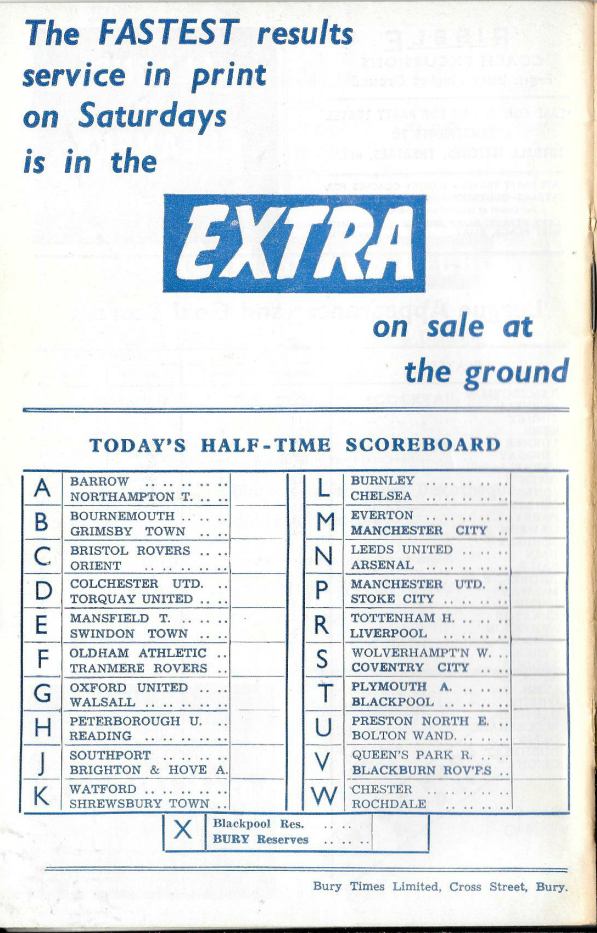 The FASTEST results
service in print
on Saturdays
is in the
EXTRA
on sale at
the ground
TODAY'S HALF-TIME SCOREBOARD
A
BARROW .. .. .. .. ..
NORTHAMPTON T. .. ..
B
BOURNEMOUTH .. .. ..
GRIMSBY TOWN .. .. ..
C
BRISTOL ROVERS .. ..
ORIENT .. .. .. .. ..
D
COLCHESTER UTD. ..
TORQUAY UNITED .. ..
E
MANSFIELD T. .. .. ..
SWINDON TOWN .. ..
F
OLDHAM ATHLETIC ..
TRANMERE ROVERS ..
G
OXFORD UNITED .. ..
WALSALL .. .. .. ..
H
PETERBOROUGH U. ..
READING .. .. .. ..
J
SOUTHPORT .. .. ..
BRIGHTON & HOVE A.
K
WATFORD .. .. .. ..
SHREWSBURY TOWN ..
L
BURNLEY .. .. .. ..
CHELSEA .. .. .. ..
M
EVERTON .. .. .. ..
MANCHESTER CITY ..
N
LEEDS UNITED .. ..
ARSENAL .. .. .. ..
P
MANCHESTER UTD. ..
STOKE CITY .. .. ..
R
TOTTENHAM H. .. ..
LIVERPOOL .. .. ..
S
WOLVERHAMPT'N W. ..
COVENTRY CITY .. ..
T
PLYMOUTH A. .. .. ..
BLACKPOOL .. .. ..
U
PRESTON NORTH E. ..
BOLTON WAND. .. .. ..
V
QUEEN'S PARK R. .. ..
BLACKBURN ROV'P.S ..
W
CHESTER .. .. .. ..
ROCHDALE .. .. .. ..
X
Blackpool Res. .. .. ..
BURY Reserves .. .. ..
Bury Times Limited, Cross Street, Bury.